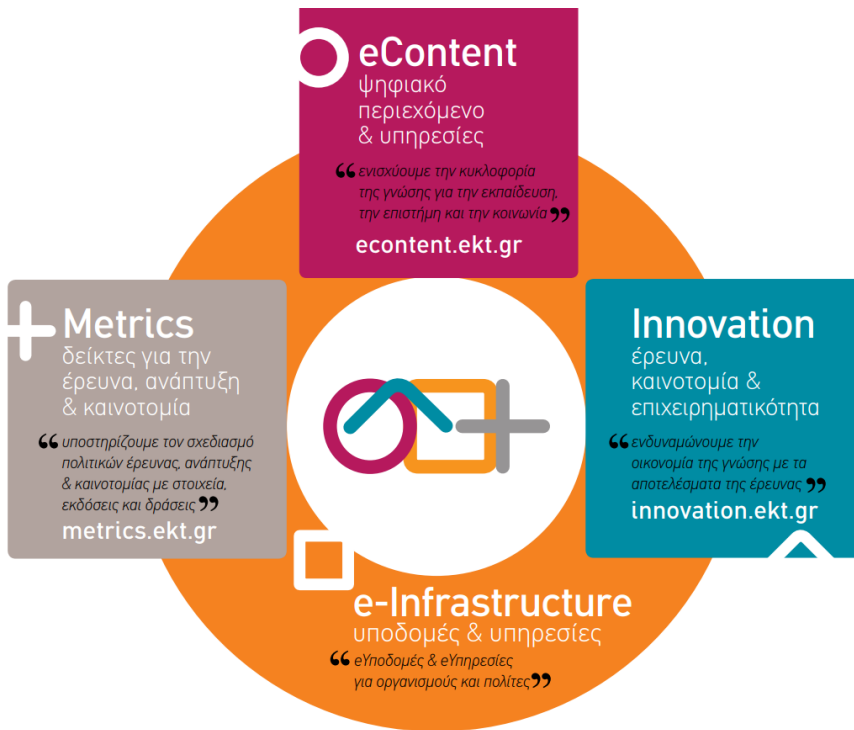 eContent
ψηφιακό
περιεχόμενο
& υπηρεσίες
“ ενισχύουμε την κυκλοφορία
της γνώσης για την εκπαίδευση,
την επιστήμη και την κοινωνία ”
econtent.ekt.gr
Metrics
δείκτες για την
έρευνα, ανάπτυξη
& καινοτομία
“ υποστηρίζουμε τον σχεδιασμό
πολιτικών έρευνας, ανάπτυξης
& καινοτομίας με στοιχεία,
εκδόσεις και δράσεις ”
metrics.ekt.gr
Innovation
έρευνα,
καινοτομία &
επιχειρηματικότητα
“ ενδυναμώνουμε την
οικονομία της γνώσης με τα
αποτελέσματα της έρευνας ”
innovation.ekt.gr
e-Infrastructure
υποδομές & υπηρεσίες
“ eΥποδομές & eΥπηρεσίες
για οργανισμούς και πολίτες”